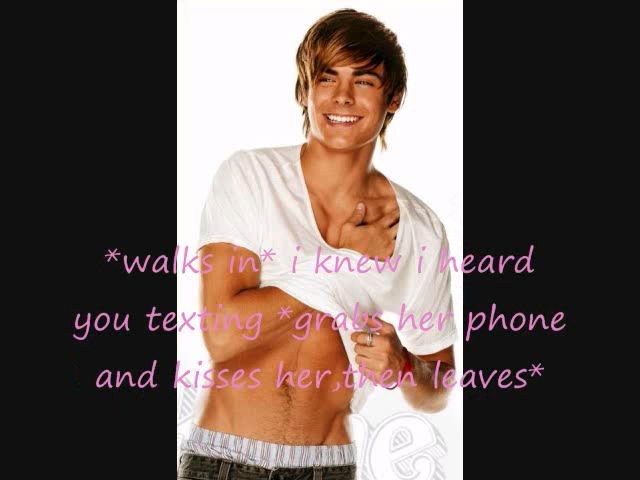 *walks in* i knew i heard
you texting *grabs her phone
and kisses her,then leaves*